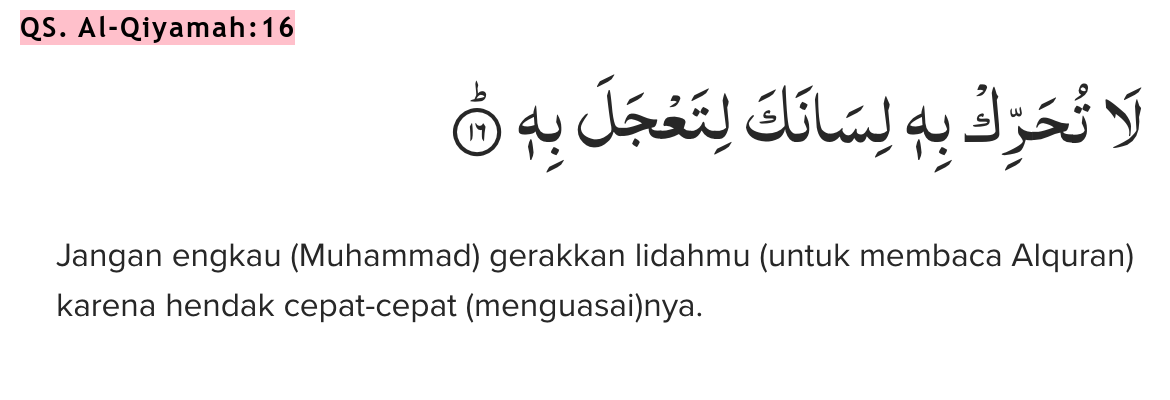 QS. Al-Qiyamah:16
لَا تُحَرِّكْ بِهٖ لِسَانَكَ لِتَعْجَلَ بِهٖ ۗ ١٦
Jangan engkau (Muhammad) gerakkan lidahmu (untuk membaca Alquran)
karena hendak cepat-cepat (menguasai)nya.